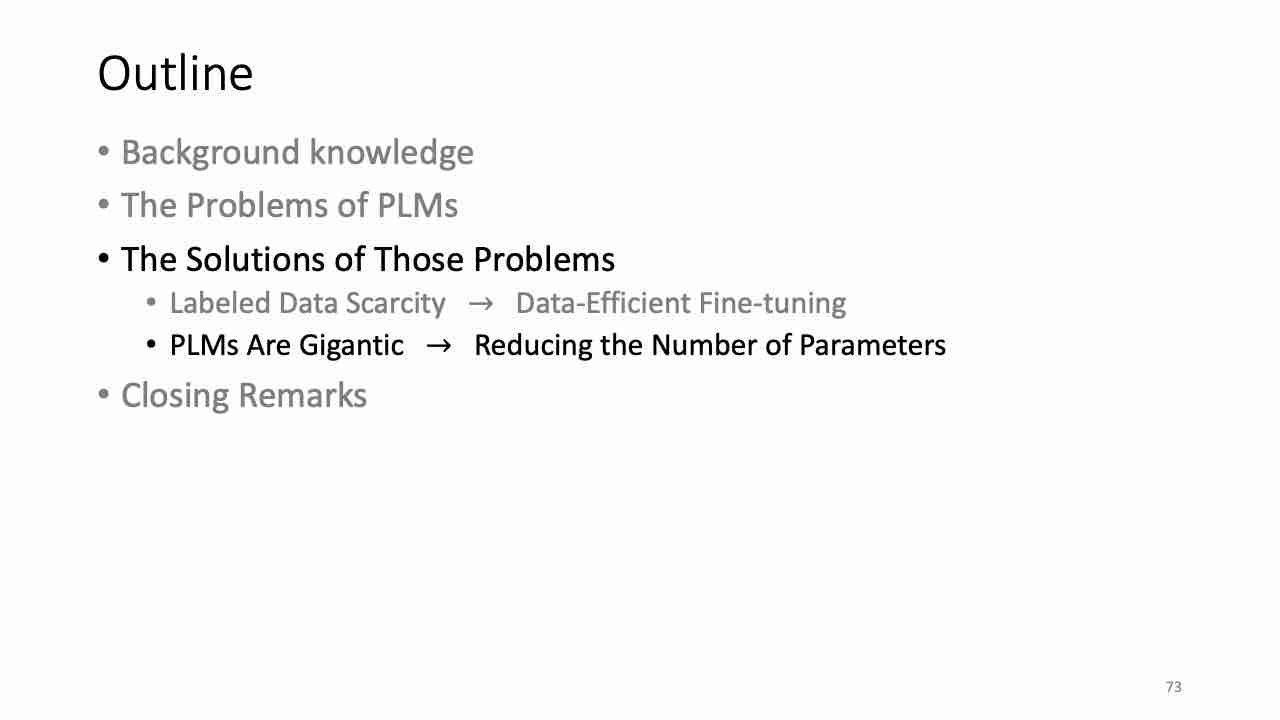 Outline
• Background knowledge
• The Problems of PLMs
• The Solutions of Those Problems
• Labeled Data Scarcity → Data-Efficient Fine-tuning
• PLMs Are Gigantic → Reducing the Number of Parameters
• Closing Remarks
73